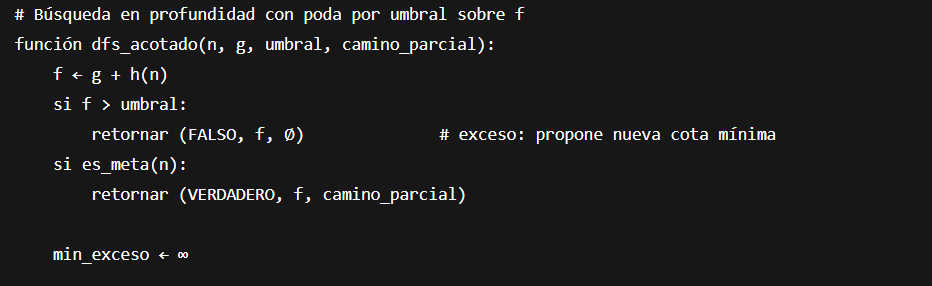 # Búsqueda en profundidad con poda por umbral sobre f
función dfs_acotado(n, g, umbral, camino_parcial):
    f ← g + h(n)
    si f > umbral:
        retornar (FALSO, f, Ø)                # exceso: propone nueva cota mínima
    si es_meta(n):
        retornar (VERDADERO, f, camino_parcial)

    min_exceso ← ∞